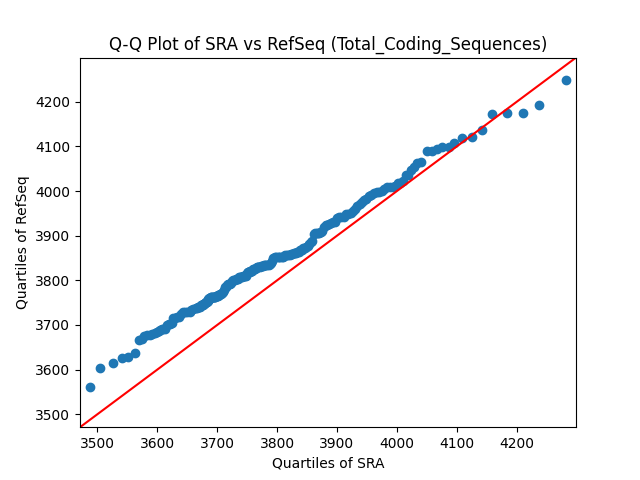 Q-Q Plot of SRA vs RefSeq (Total_Coding_Sequences)
Quartiles of RefSeq
4200
4100
4000
3900
3800
3700
3600
3500
3500 3600 3700 3800 3900 4000 4100 4200
Quartiles of SRA